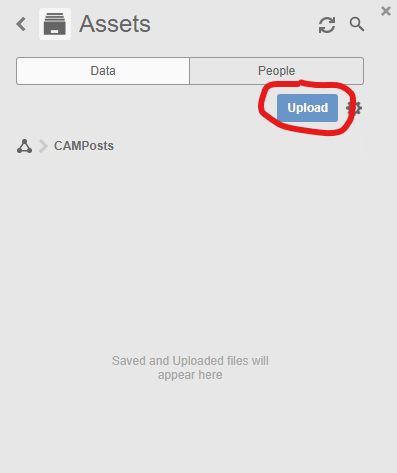 Assets
Data
People
Upload
CAMPosts
Saved and Uploaded files will
appear here